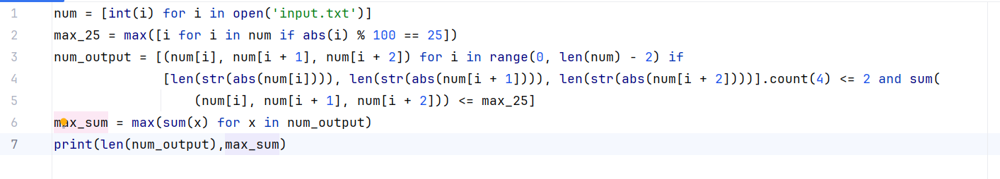 1 num = [int(i) for i in open('input.txt')]
2 max_25 = max([i for i in num if abs(i) % 100 == 25])
3 num_output = [(num[i], num[i + 1], num[i + 2]) for i in range(0, len(num) - 2) if
4 [len(str(abs(num[i]))), len(str(abs(num[i + 1]))), len(str(abs(num[i + 2])))].count(4) <= 2 and sum(
5 (num[i], num[i + 1], num[i + 2])) <= max_25]
6 max_sum = max(sum(x) for x in num_output)
7 print(len(num_output),max_sum)